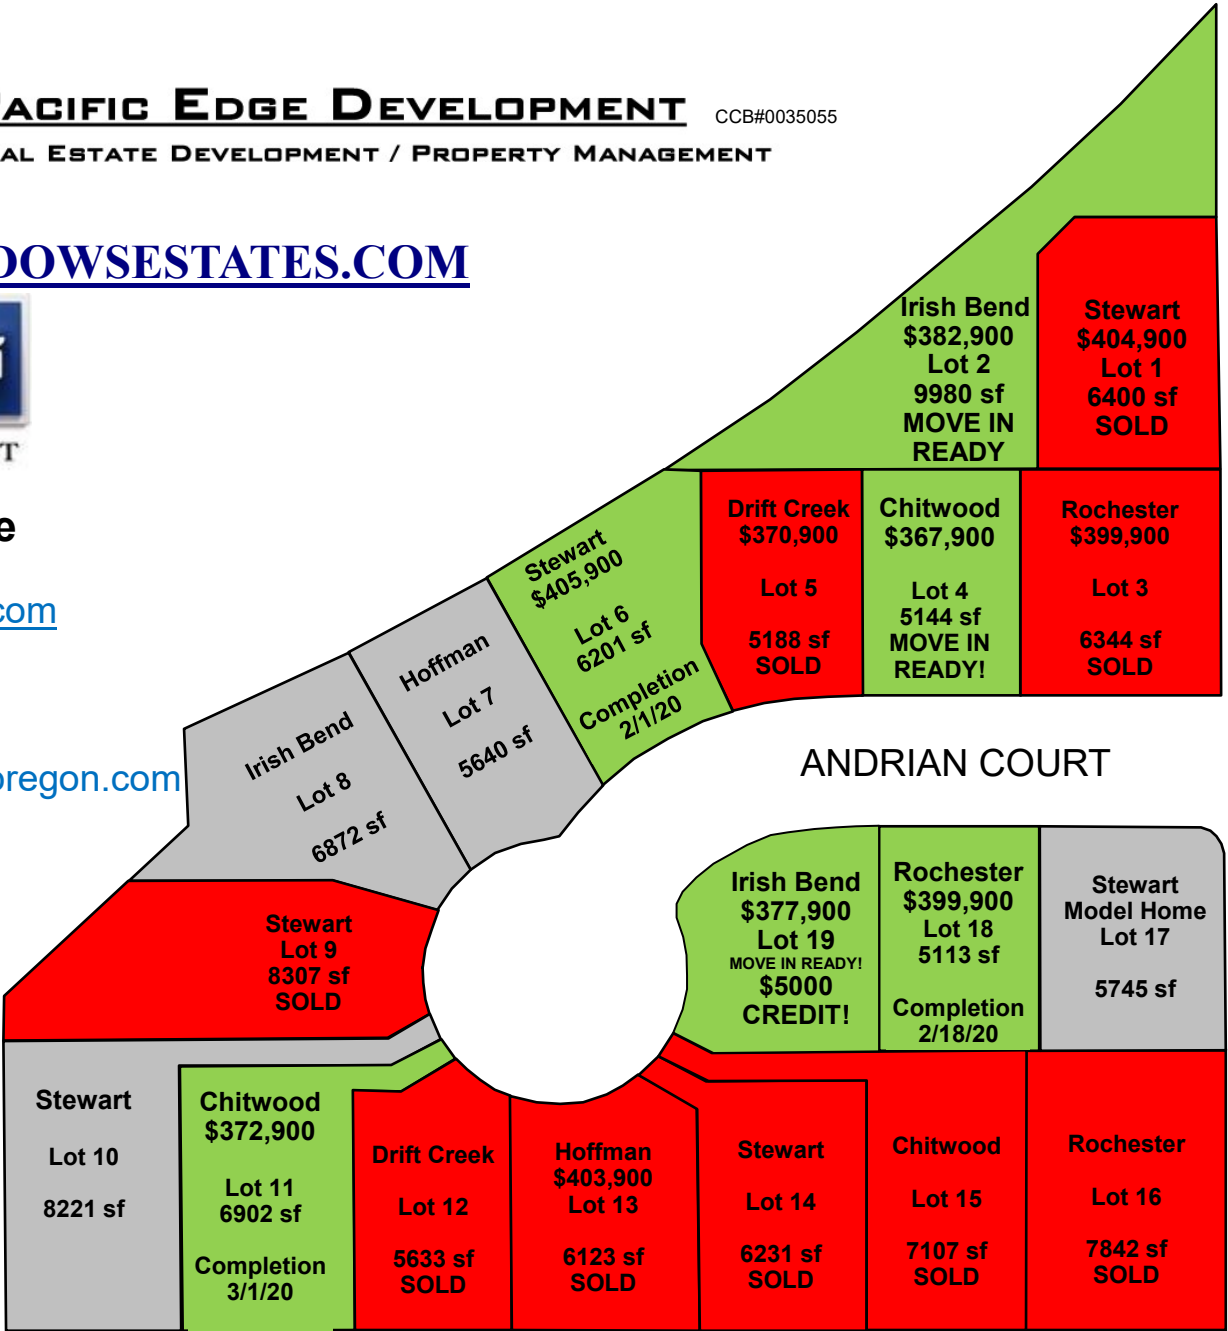 ACIFIC EDGE DEVELOPMENT CCB#0035055
AL ESTATE DEVELOPMENT / PROPERTY MANAGEMENT
DOWSESTATES.COM
T
e
com
oregon.com
Irish Bend
$382,900
Lot 2
9980 sf
MOVE IN
READY
Stewart
$404,900
Lot 1
6400 sf
SOLD
Rochester
$399,900
Lot 3
6344 sf
SOLD
Chitwood
$367,900
Lot 4
5144 sf
MOVE IN
READY!
Drift Creek
$370,900
Lot 5
5188 sf
SOLD
Stewart
$405,900
Lot 6
6201 sf
Completion
2/1/20
Hoffman
Lot 7
5640 sf
Irish Bend
Lot 8
6872 sf
ANDRIAN COURT
Stewart
Lot 9
8307 sf
SOLD
Irish Bend
$377,900
Lot 19
MOVE IN READY!
$5000
CREDIT!
Rochester
$399,900
Lot 18
5113 sf
Completion
2/18/20
Stewart
Model Home
Lot 17
5745 sf
Stewart
Lot 10
8221 sf
Chitwood
$372,900
Lot 11
6902 sf
Completion
3/1/20
Drift Creek
Lot 12
5633 sf
SOLD
Hoffman
$403,900
Lot 13
6123 sf
SOLD
Stewart
Lot 14
6231 sf
SOLD
Chitwood
Lot 15
7107 sf
SOLD
Rochester
Lot 16
7842 sf
SOLD